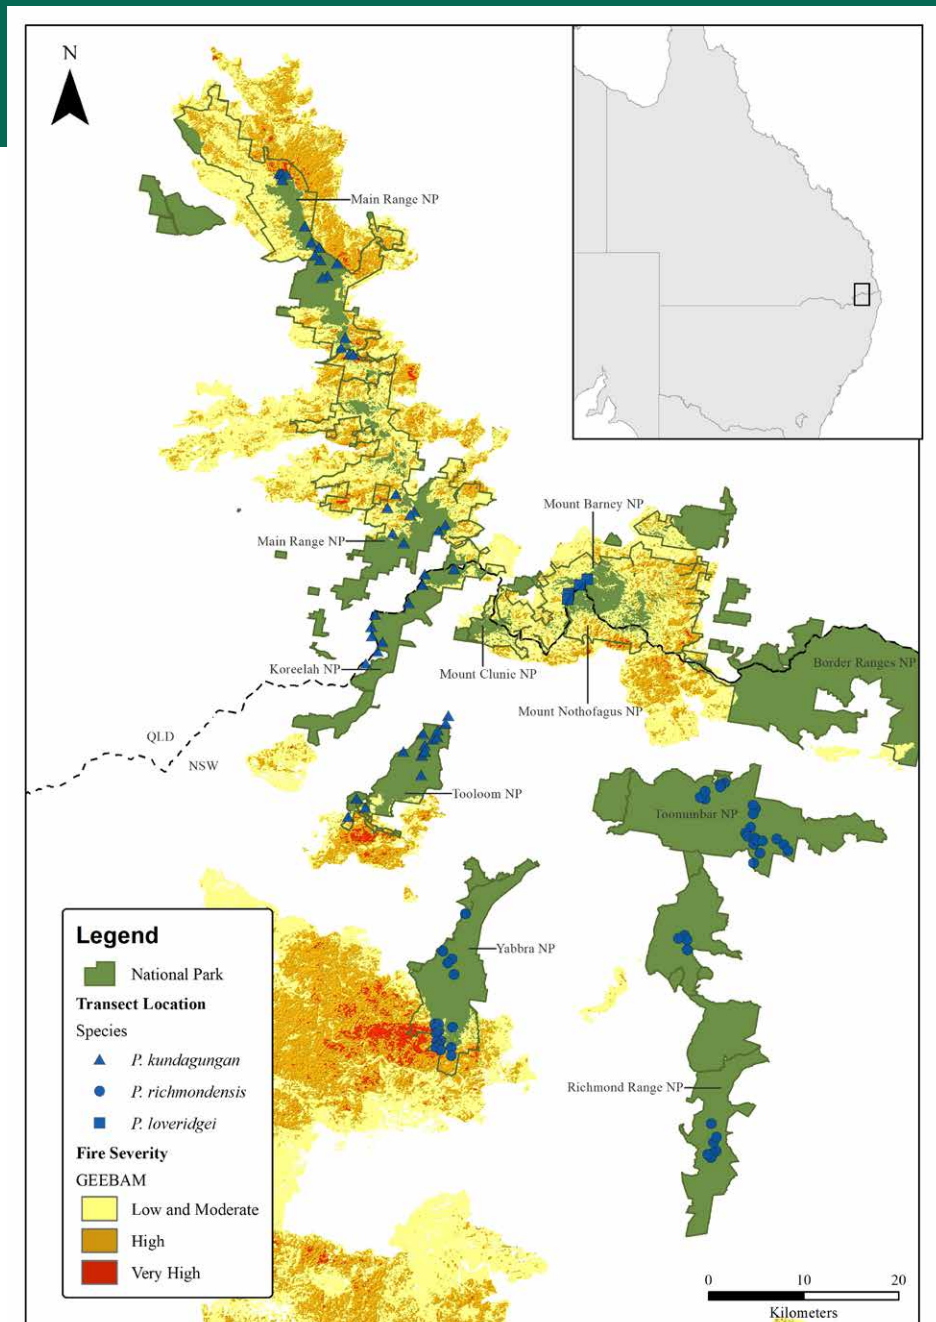 N
Main Range NP
Mount Barney NP
Main Range NP
Border Ranges NP
Koreelah NP
Mount Clunie NP
Mount Nothofagus NP
QLD
NSW
Tooloom NP
Toonumbar NP
Yabbra NP
Richmond Range NP
Legend
National Park
Transect Location
Species
P. kundagungan
P. richmondensis
P. loveridgei
Fire Severity
GEEBAM
Low and Moderate
High
Very High
0 10 20
Kilometers